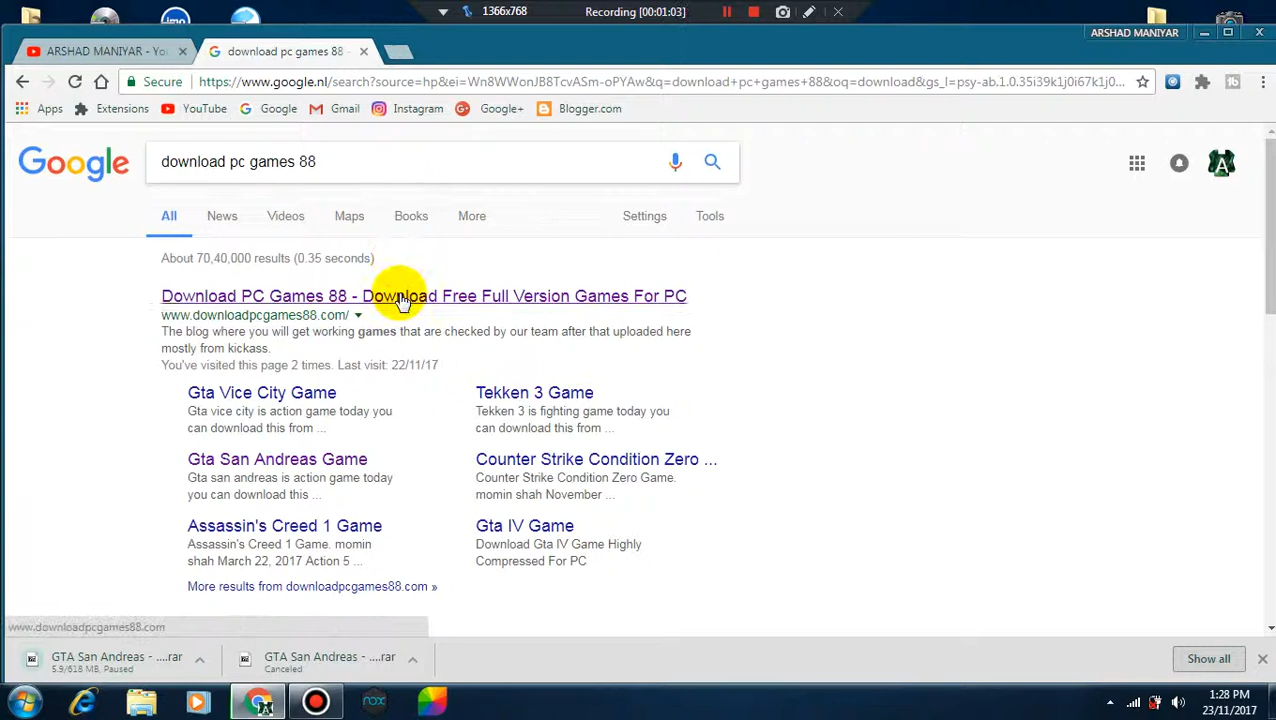 imo
1366x768
Recording [00:01:03]
ARSHAD MANIYAR
ARSHAD MANIYAR - Yo
download pc games 88 -
Secure
https://www.google.nl/search?source=hp&ei=Wn8WWonJB8TcvASm-oPYAw&q=download+pc+games+88&oq=download&gs_l=psy-ab.1.0.35i39k1j0i67k1j0...
Apps
Extensions
YouTube
Google
Gmail
Instagram
Google+
Blogger.com
Google
download pc games 88
A
All
News
Videos
Maps
Books
More
Settings
Tools
About 70,40,000 results (0.35 seconds)
Download PC Games 88 - Download Free Full Version Games For PC
www.downloadpcgames88.com/
The blog where you will get working games that are checked by our team after that uploaded here
mostly from kickass.
You've visited this page 2 times. Last visit: 22/11/17
Gta Vice City Game
Gta vice city is action game today you
can download this from ...
Tekken 3 Game
Tekken 3 is fighting game today you
can download this from ...
Gta San Andreas Game
Gta san andreas is action game today
you can download this ...
Counter Strike Condition Zero ...
Counter Strike Condition Zero Game.
momin shah November ...
Assassin's Creed 1 Game
Assassin's Creed 1 Game. momin
shah March 22, 2017 Action 5 ...
Gta IV Game
Download Gta IV Game Highly
Compressed For PC
More results from downloadpcgames88.com »
www.downloadpcgames88.com
GTA San Andreas - ....rar
5.9/618 MB, Paused
GTA San Andreas - ....rar
Canceled
Show all
nox
1:28 PM
23/11/2017